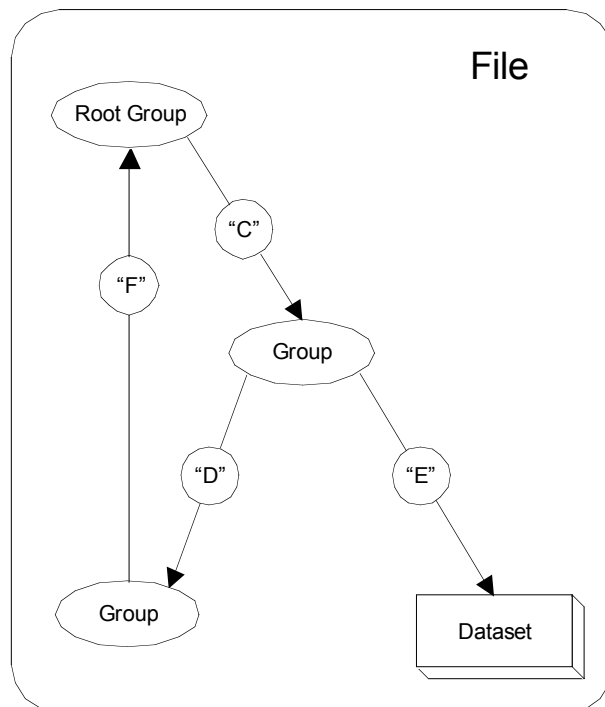 File
Root Group
“C”
“F”
Group
“D”
“E”
Group
Dataset